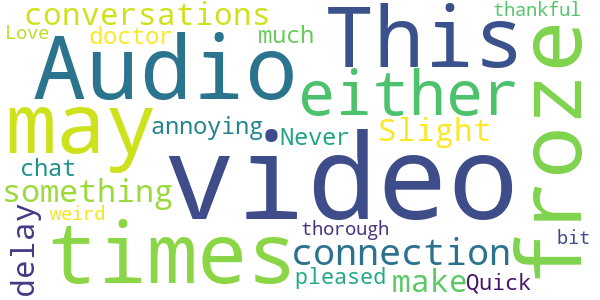 conversations
thankful
Love
doctor
much
This
Audio
either
froze
may
annoying
Never
Slight
video
chat
something
weird
delay
times
thorough
connection
bit
pleased
make
Quick